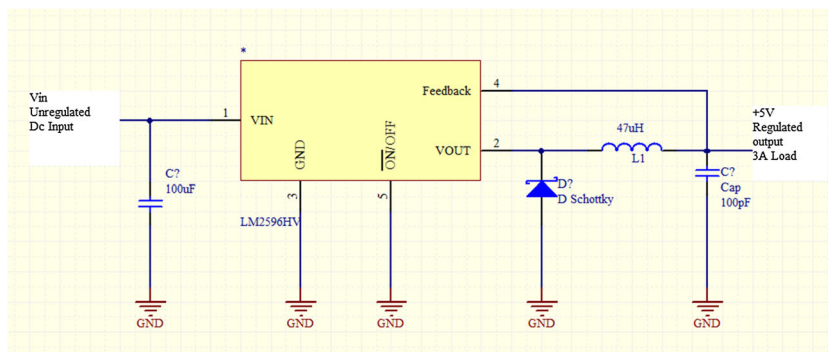 *
Vin
Unregulated
Dc Input
1
VIN
GND
ON/OFF
Feedback
VOUT
4
2
3
5
LM2596HV
C?
100uF
47uH
L1
D?
D Schottky
C?
Cap
100pF
+5V
Regulated
output
3A Load
GND
GND
GND
GND
GND